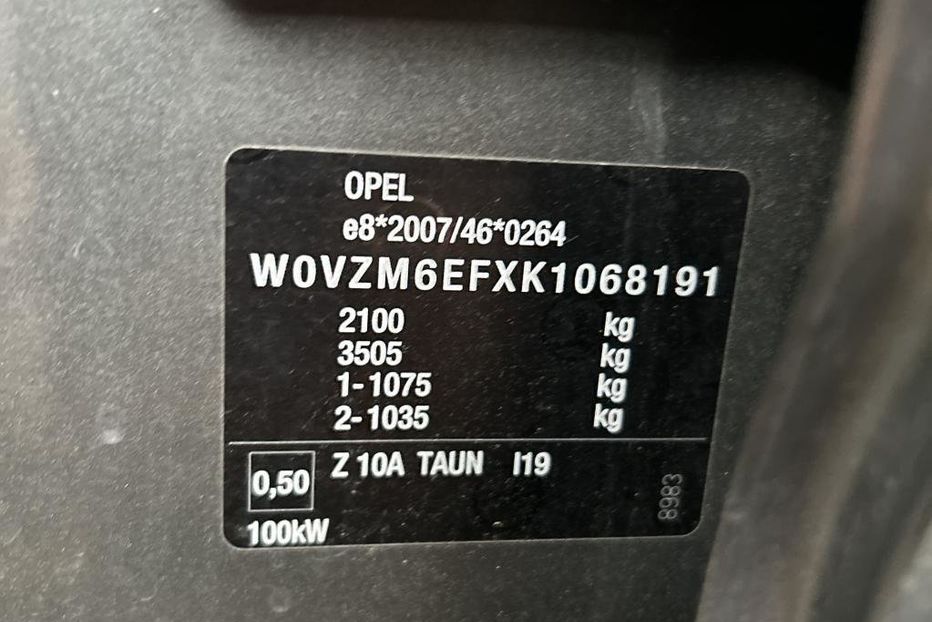 OPEL
e8*2007/46*0264
W0VZM6EFXK1068191
2100 kg
3505 kg
1-1075 kg
2-1035 kg
0,50 Z 10A TAUN I19
100kW
8983